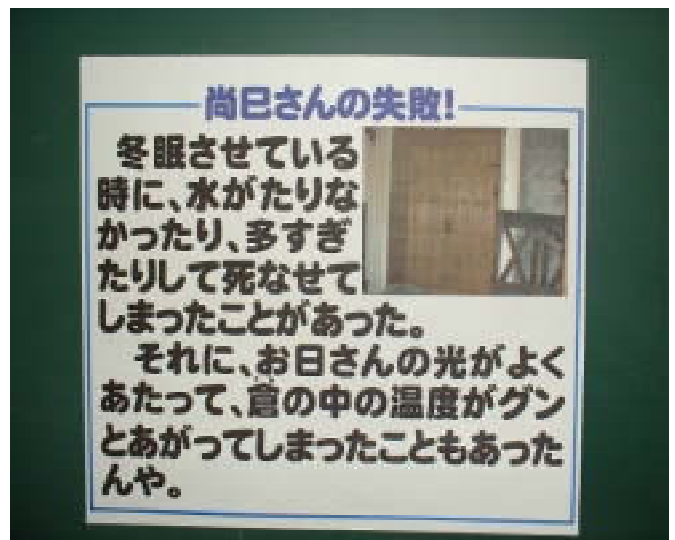 尚巳さんの失敗!
冬眠させている
時に、水がたりな
かったり、多すぎ
たりして死なせて
しまったことがあった。
それに、お日さんの光がよく
あたって、倉の中の温度がグン
とあがってしまったこともあった
んや。